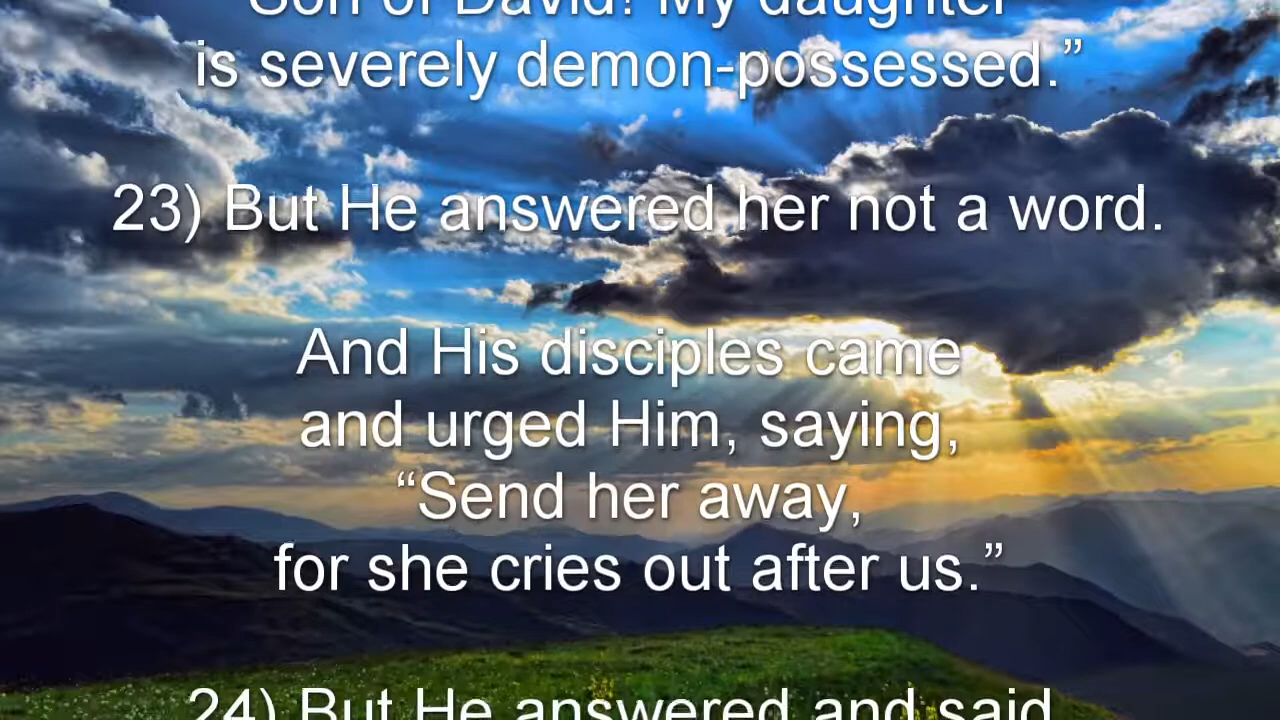 Son of David! My daughter
is severely demon-possessed.”
23) But He answered her not a word.
And His disciples came
and urged Him, saying,
“Send her away,
for she cries out after us.”
24) But He answered and said,